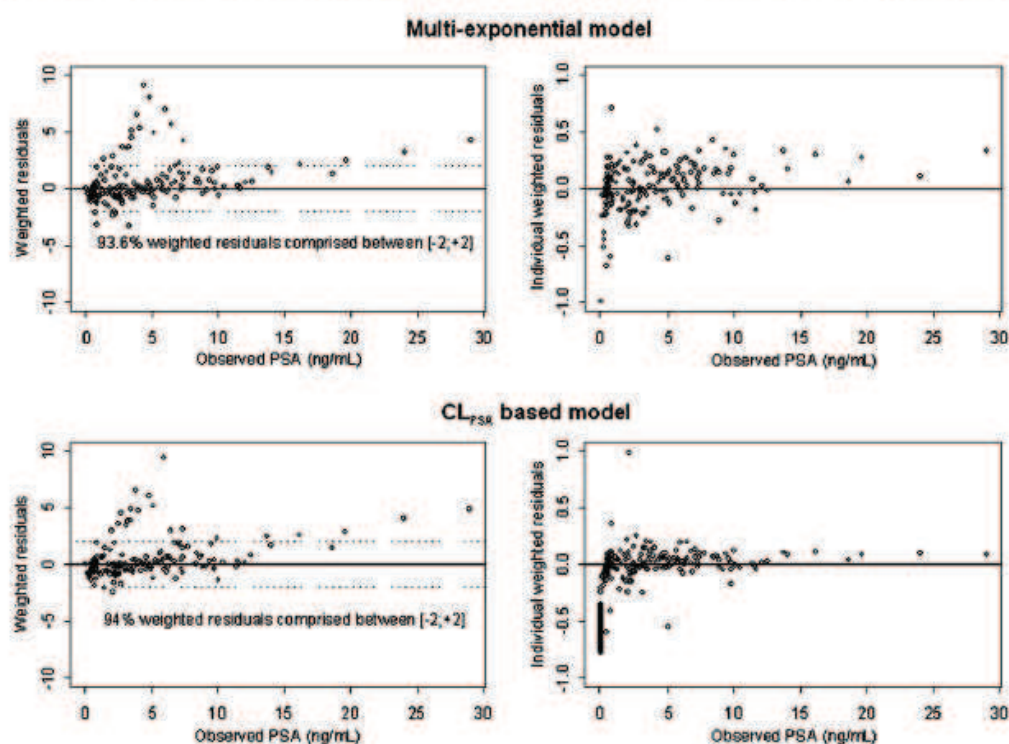 Multi-exponential model
Weighted residuals
10
5
0
-5
-10
93.6% weighted residuals comprised between [-2;+2]
0 5 10 15 20 25 30
Observed PSA (ng/mL)
Individual weighted residuals
1.0
0.5
0.0
-0.5
-1.0
0 5 10 15 20 25 30
Observed PSA (ng/mL)
CLPSA based model
Weighted residuals
10
5
0
-5
-10
94% weighted residuals comprised between [-2;+2]
0 5 10 15 20 25 30
Observed PSA (ng/mL)
Individual weighted residuals
1.0
0.5
0.0
-0.5
-1.0
0 5 10 15 20 25 30
Observed PSA (ng/mL)